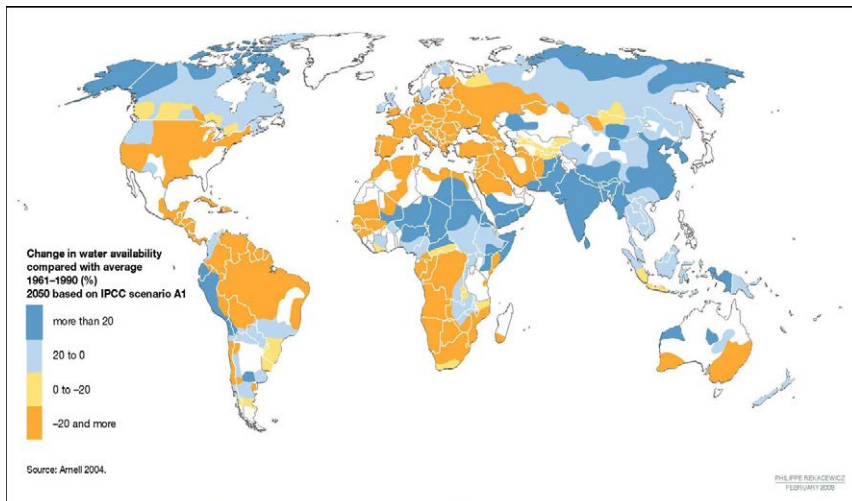 Change in water availability
compared with average
1961–1990 (%)
2050 based on IPCC scenario A1
more than 20
20 to 0
0 to –20
–20 and more
Source: Arnell 2004.
PHILIPPE REKACEWICZ
FEBRUARY 2009